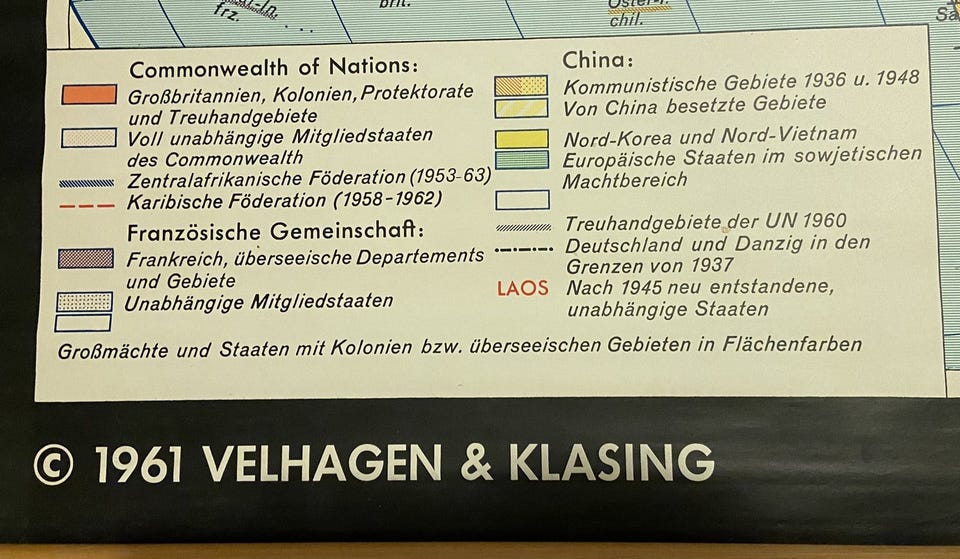 frz.
brit.
chil.
Commonwealth of Nations:
Großbritannien, Kolonien, Protektorate
und Treuhandgebiete
Voll unabhängige Mitgliedstaaten
des Commonwealth
Zentralafrikanische Föderation (1953-63)
Karibische Föderation (1958-1962)
Französische Gemeinschaft:
Frankreich, überseeische Departements
und Gebiete
Unabhängige Mitgliedstaaten
China:
Kommunistische Gebiete 1936 u. 1948
Von China besetzte Gebiete
Nord-Korea und Nord-Vietnam
Europäische Staaten im sowjetischen
Machtbereich
Treuhandgebiete der UN 1960
Deutschland und Danzig in den
Grenzen von 1937
LAOS Nach 1945 neu entstandene,
unabhängige Staaten
Großmächte und Staaten mit Kolonien bzw. überseeischen Gebieten in Flächenfarben
© 1961 VELHAGEN & KLASING